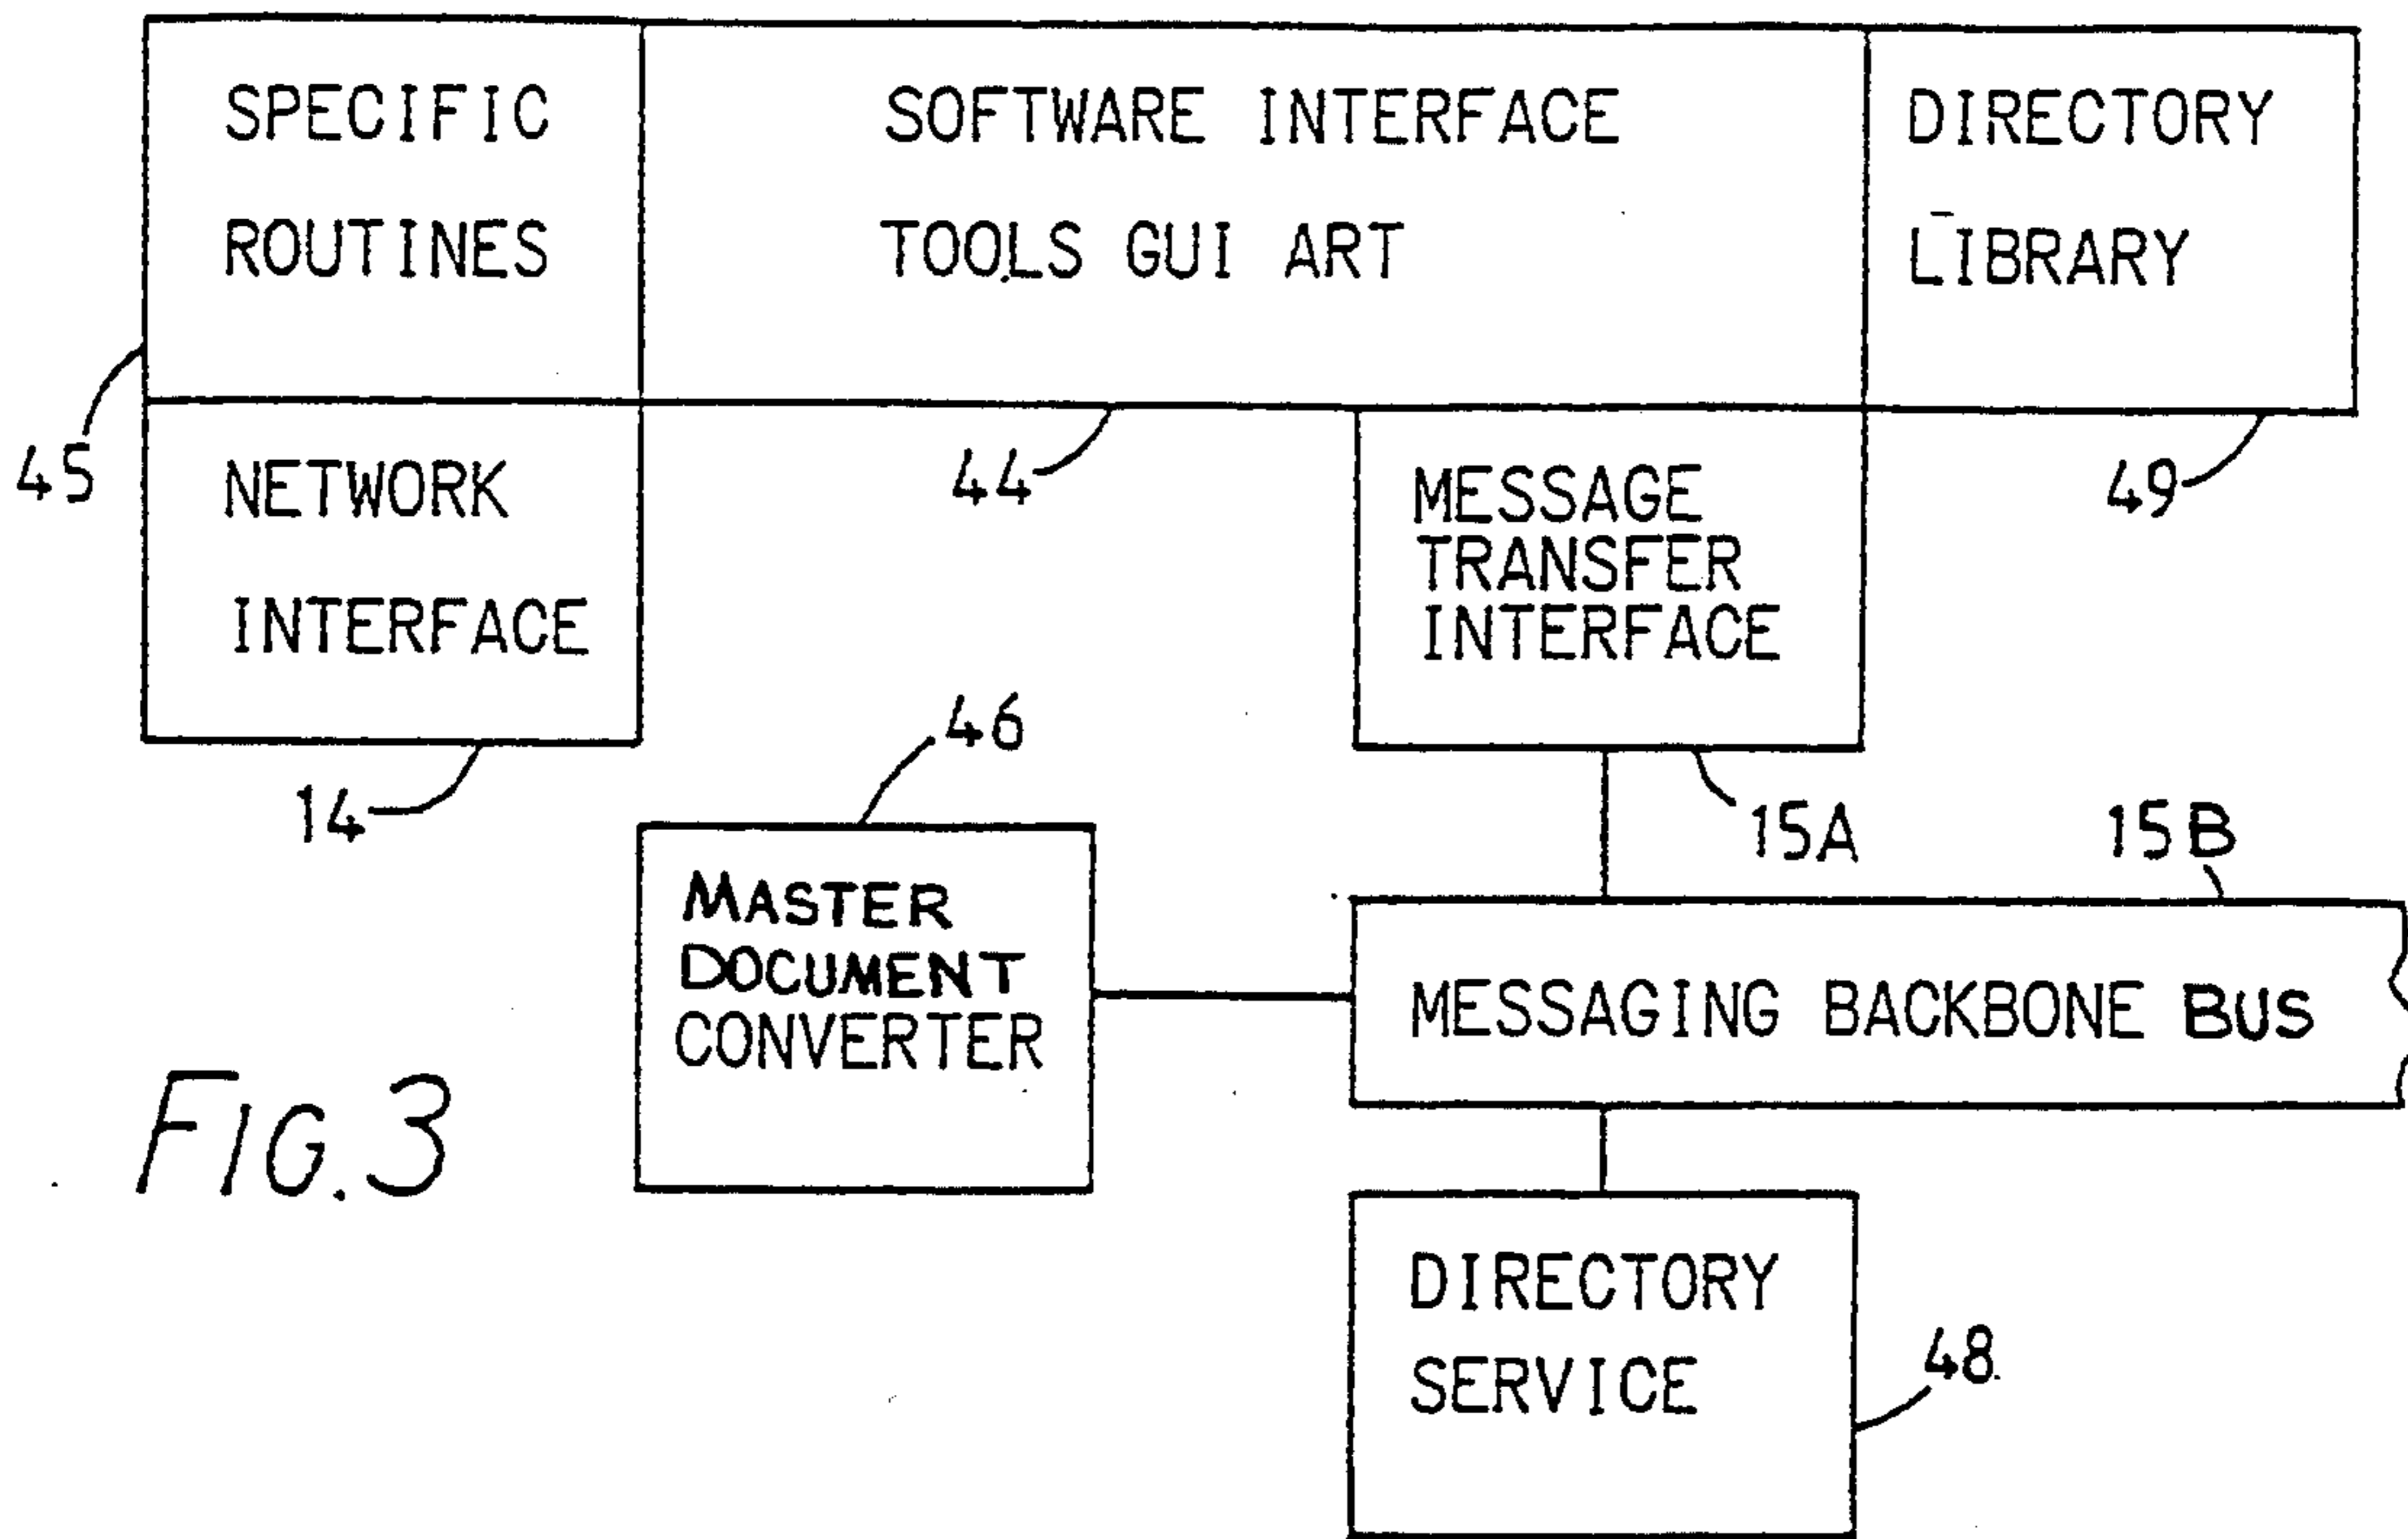 SPECIFIC
ROUTINES
SOFTWARE INTERFACE
TOOLS GUI ART
DIRECTORY
LIBRARY
45
NETWORK
INTERFACE
44
MESSAGE
TRANSFER
INTERFACE
49
14
46
15A
15B
MASTER
DOCUMENT
CONVERTER
MESSAGING BACKBONE BUS
FIG. 3
DIRECTORY
SERVICE
48